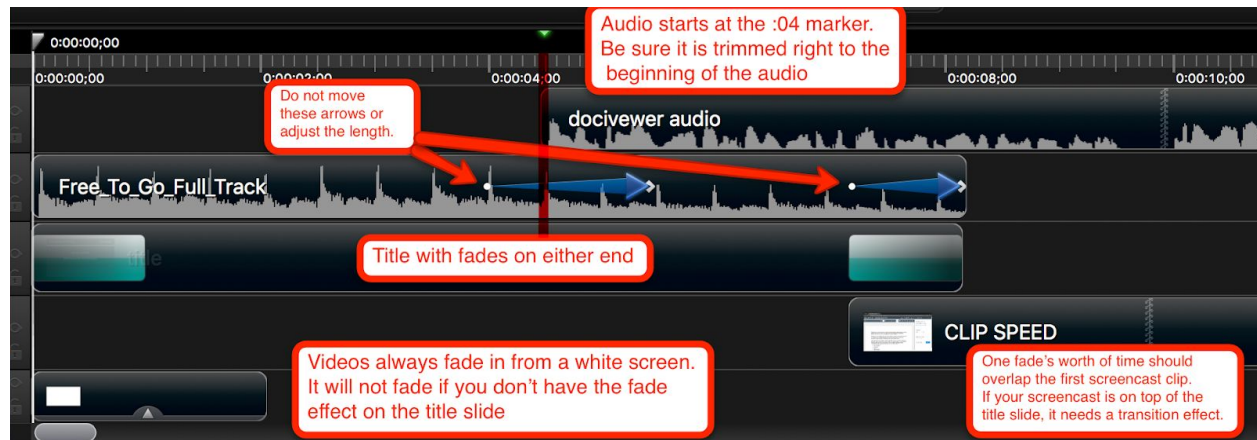 0:00:00;00
Audio starts at the :04 marker.
Be sure it is trimmed right to the
beginning of the audio
0:00:00;00
0:00:02;00
0:00:04;00
0:00:08;00
0:00:10;00
Do not move
these arrows or
adjust the length.
docivewer audio
Free_To_Go_Full_Track
title
Title with fades on either end
CLIP SPEED
Videos always fade in from a white screen.
It will not fade if you don't have the fade
effect on the title slide
One fade's worth of time should
overlap the first screencast clip.
If your screencast is on top of the
title slide, it needs a transition effect.